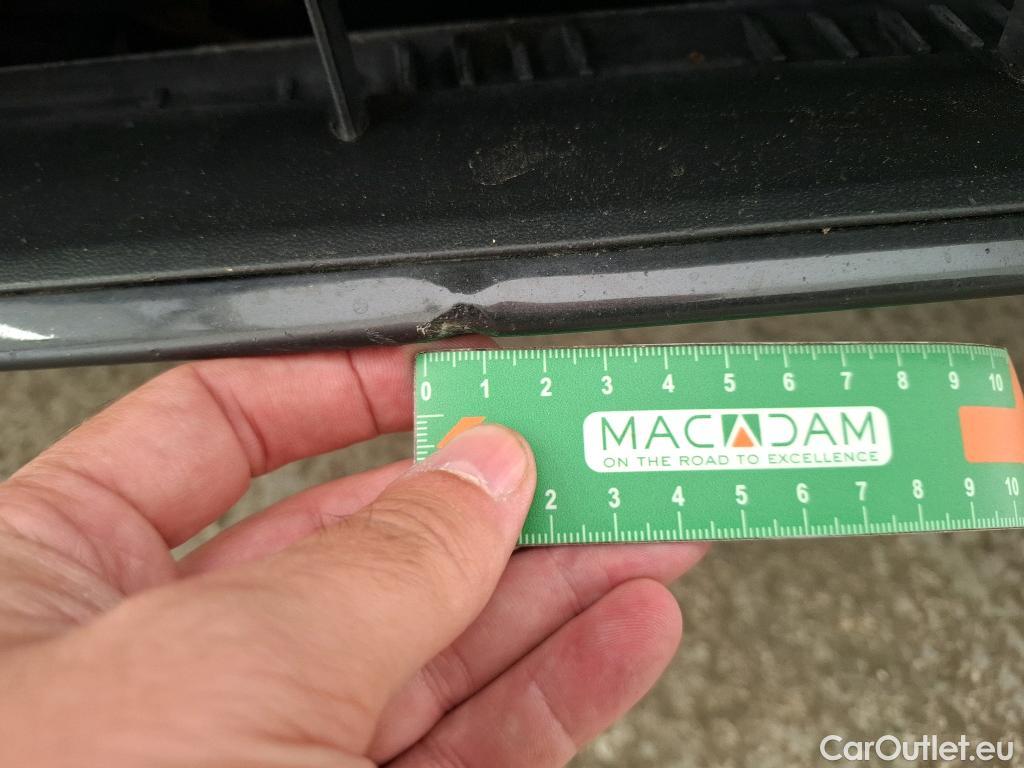 0 1 2 3 4 5 6 7 8 9 10
MACADAM
ON THE ROAD TO EXCELLENCE
2 3 4 5 6 7 8 9 10
CarOutlet.eu